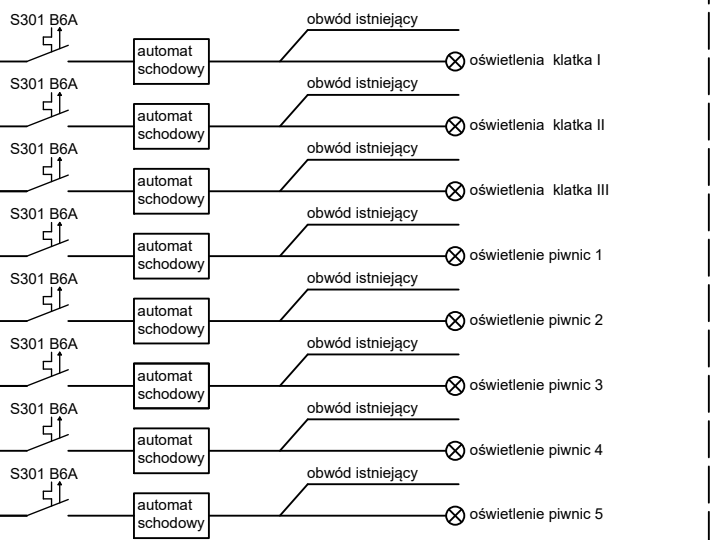 S301 B6A
obwód istniejący
automat
schodowy
oświetlenia klatka I
S301 B6A
obwód istniejący
automat
schodowy
oświetlenia klatka II
S301 B6A
obwód istniejący
automat
schodowy
oświetlenia klatka III
S301 B6A
obwód istniejący
automat
schodowy
oświetlenie piwnic 1
S301 B6A
obwód istniejący
automat
schodowy
oświetlenie piwnic 2
S301 B6A
obwód istniejący
automat
schodowy
oświetlenie piwnic 3
S301 B6A
obwód istniejący
automat
schodowy
oświetlenie piwnic 4
S301 B6A
obwód istniejący
automat
schodowy
oświetlenie piwnic 5